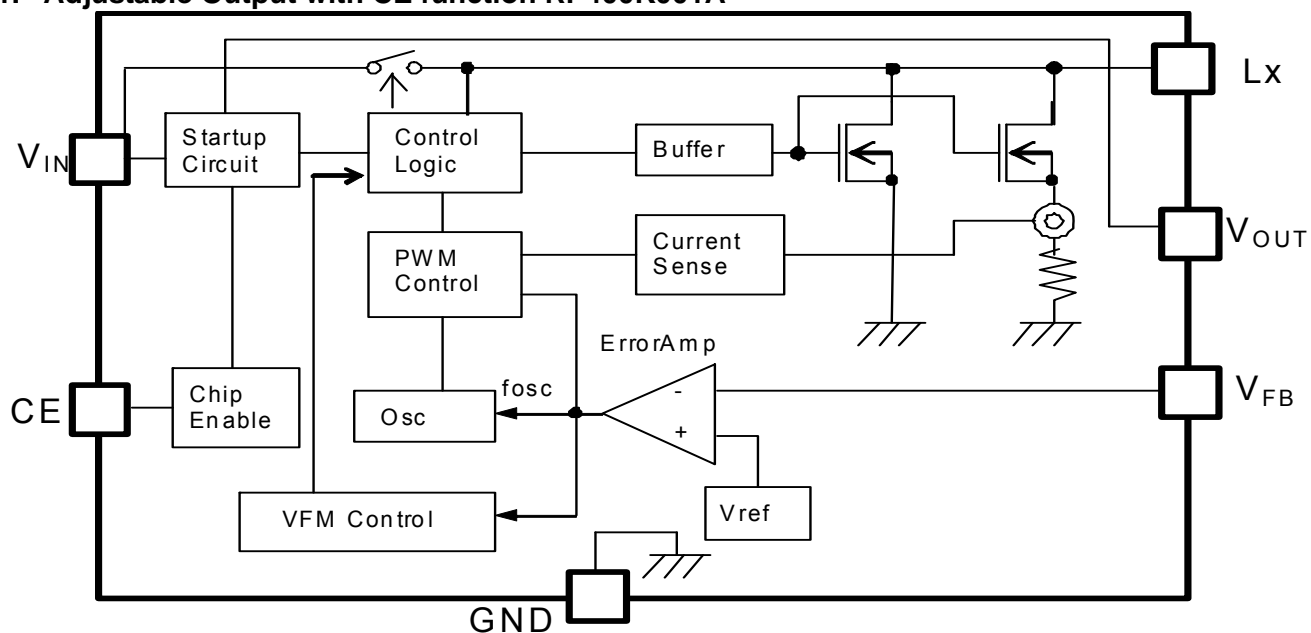 Adjustable Output with CE function
Lx
Startup
Circuit
Control
Logic
Buffer
VIN
VOUT
PWM
Control
Current
Sense
ErrorAmp
CE
Chip
Enable
Osc
fosc
-
+
VFB
VFM Control
Vref
GND